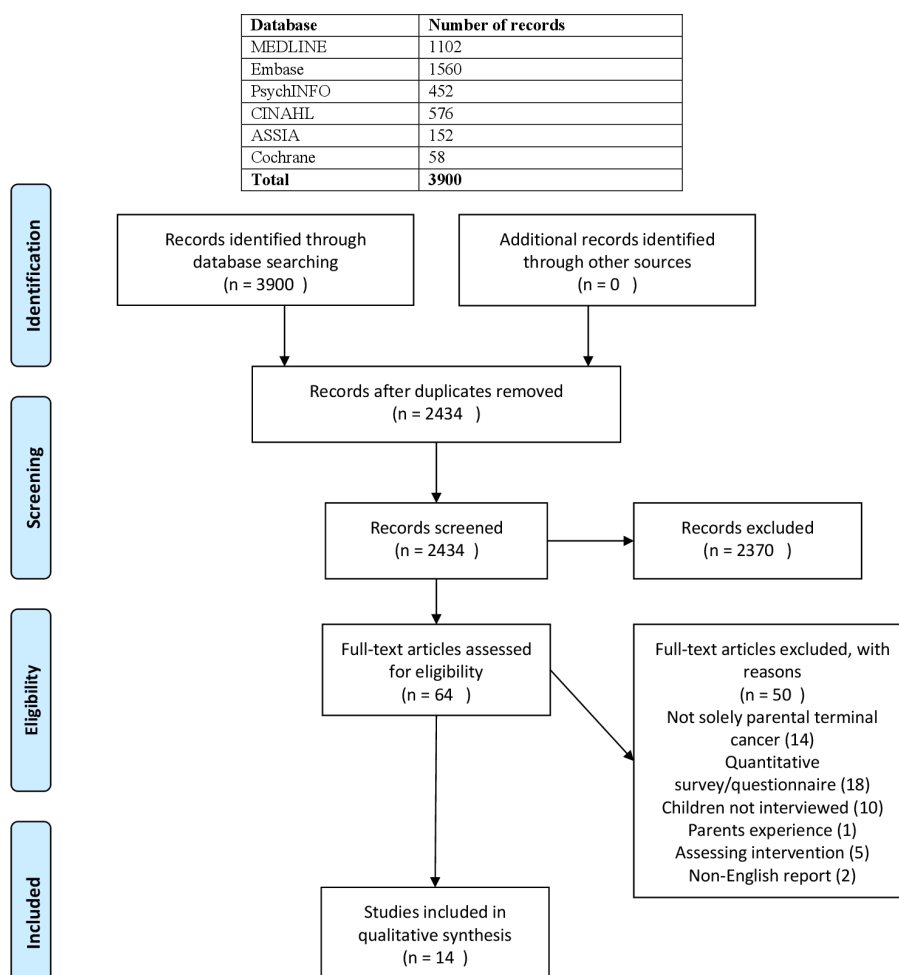 Database Number of records
MEDLINE 1102
Embase 1560
PsychINFO 452
CINAHL 576
ASSIA 152
Cochrane 58
Total 3900
Identification
Records identified through
database searching
(n = 3900 )
Additional records identified
through other sources
(n = 0 )
Records after duplicates removed
(n = 2434 )
Screening
Records screened
(n = 2434 )
Records excluded
(n = 2370 )
Eligibility
Full-text articles assessed
for eligibility
(n = 64 )
Full-text articles excluded, with
reasons
(n = 50 )
Not solely parental terminal
cancer (14)
Quantitative
survey/questionnaire (18)
Children not interviewed (10)
Parents experience (1)
Assessing intervention (5)
Non-English report (2)
Included
Studies included in
qualitative synthesis
(n = 14 )